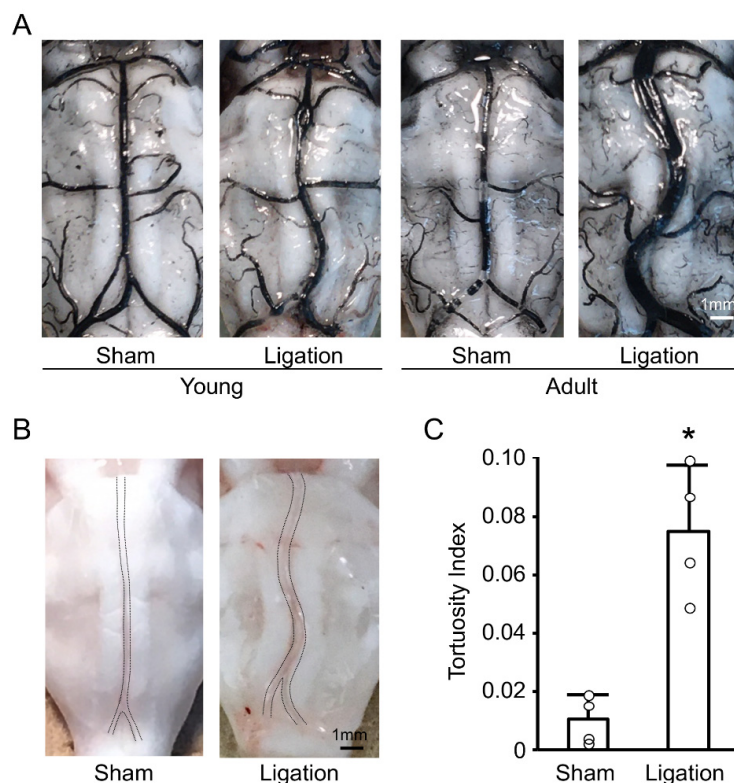 A
1mm
Sham
Ligation
Sham
Ligation
Young
Adult
B
1mm
Sham
Ligation
C
*
0.10
0.08
0.06
0.04
0.02
0
Tortuosity Index
Sham
Ligation